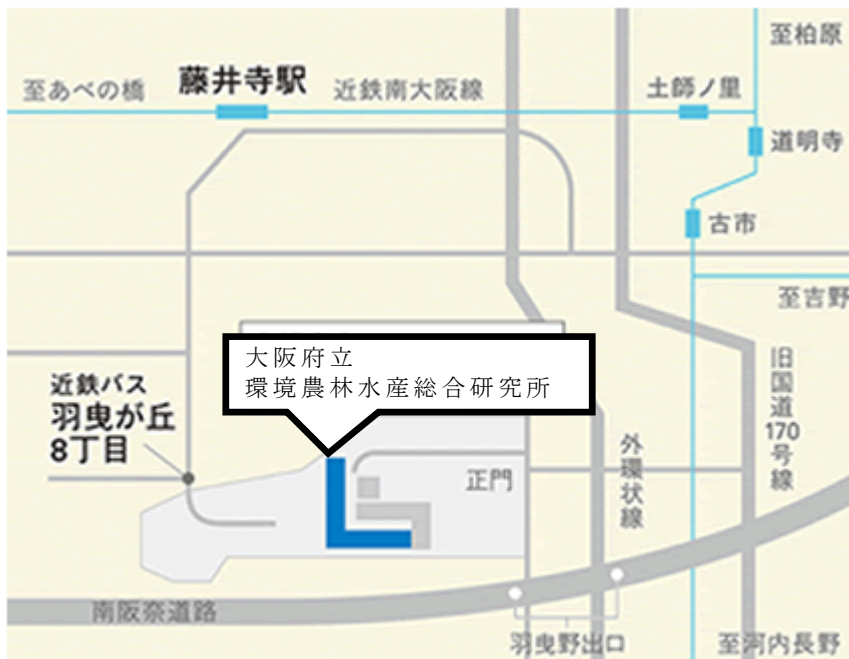 至柏原
至あべの橋
藤井寺駅
近鉄南大阪線
土師ノ里
道明寺
古市
至吉野
大阪府立
環境農林水産総合研究所
近鉄バス
羽曳が丘
8丁目
旧国道170号線
外環状線
正門
南阪奈道路
羽曳野出口
至河内長野